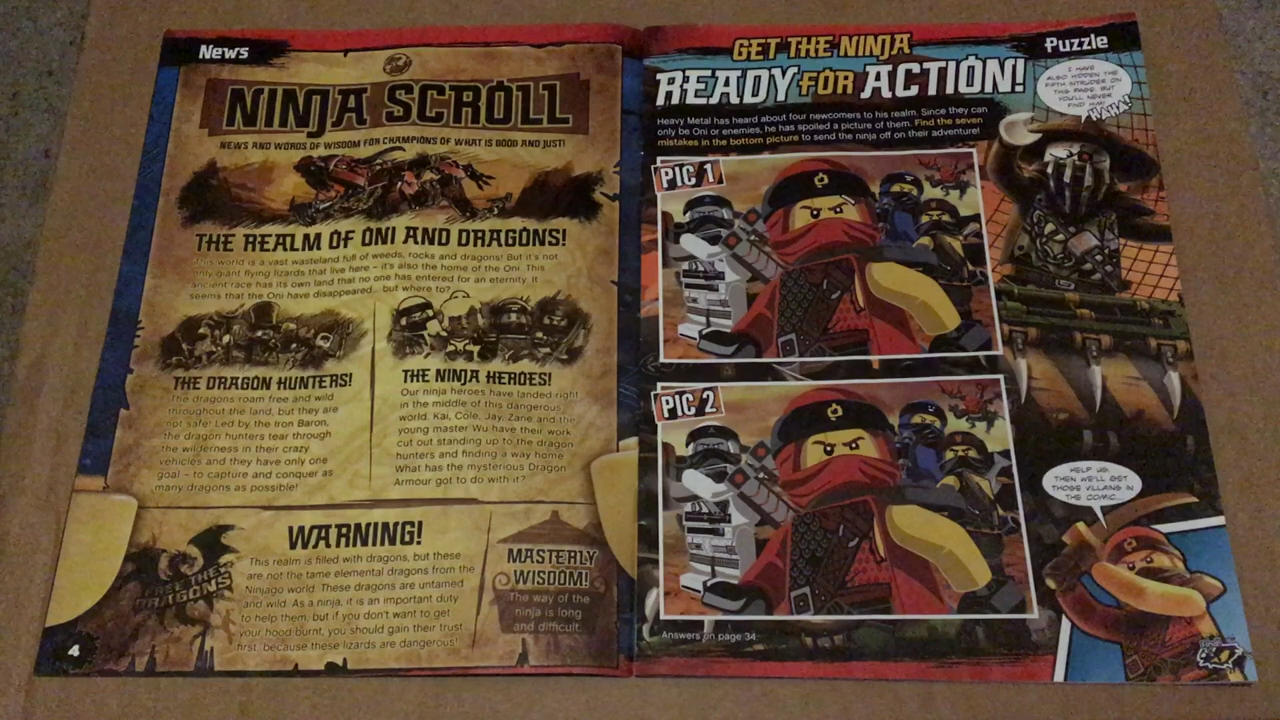 News
NINJA SCROLL
NEWS AND WORDS OF WISDOM FOR CHAMPIONS OF WHAT IS GOOD AND JUST!
THE REALM OF ONI AND DRAGONS!
This world is a vast wasteland full of weeds, rocks and dragons! But it's not
only giant flying lizards that live here – it's also the home of the Oni. This
ancient race has its own land that no one has entered for an eternity. It
seems that the Oni have disappeared... but where to?
THE DRAGON HUNTERS!
The dragons roam free and wild
throughout the land, but they are
not safe! Led by the Iron Baron,
the dragon hunters tear through
the wilderness in their crazy
vehicles and they have only one
goal – to capture and conquer as
many dragons as possible!
THE NINJA HEROES!
Our ninja heroes have landed right
in the middle of this dangerous
world. Kai, Cole, Jay, Zane and the
young master Wu have their work
cut out standing up to the dragon
hunters and finding a way home.
What has the mysterious Dragon
Armour got to do with it?
FREE THE
DRAGONS
WARNING!
This realm is filled with dragons, but these
are not the tame elemental dragons from the
Ninjago world. These dragons are untamed
and wild. As a ninja, it is an important duty
to help them, but if you don't want to get
your hood burnt, you should gain their trust
first, because these lizards are dangerous!
MASTERLY
WISDOM!
The way of the
ninja is long
and difficult.
4
Puzzle
GET THE NINJA
READY FOR ACTION!
Heavy Metal has heard about four newcomers to his realm. Since they can
only be Oni or enemies, he has spoiled a picture of them. Find the seven
mistakes in the bottom picture to send the ninja off on their adventure!
I HAVE
ALSO HIDDEN THE
FIFTH INTRUDER ON
THIS PAGE, BUT
YOU'LL NEVER
FIND HIM!
HAHA!
PIC 1
PIC 2
HELP US,
THEN WE'LL GET
THOSE VILLAINS IN
THE COMIC...
Answers on page 34.